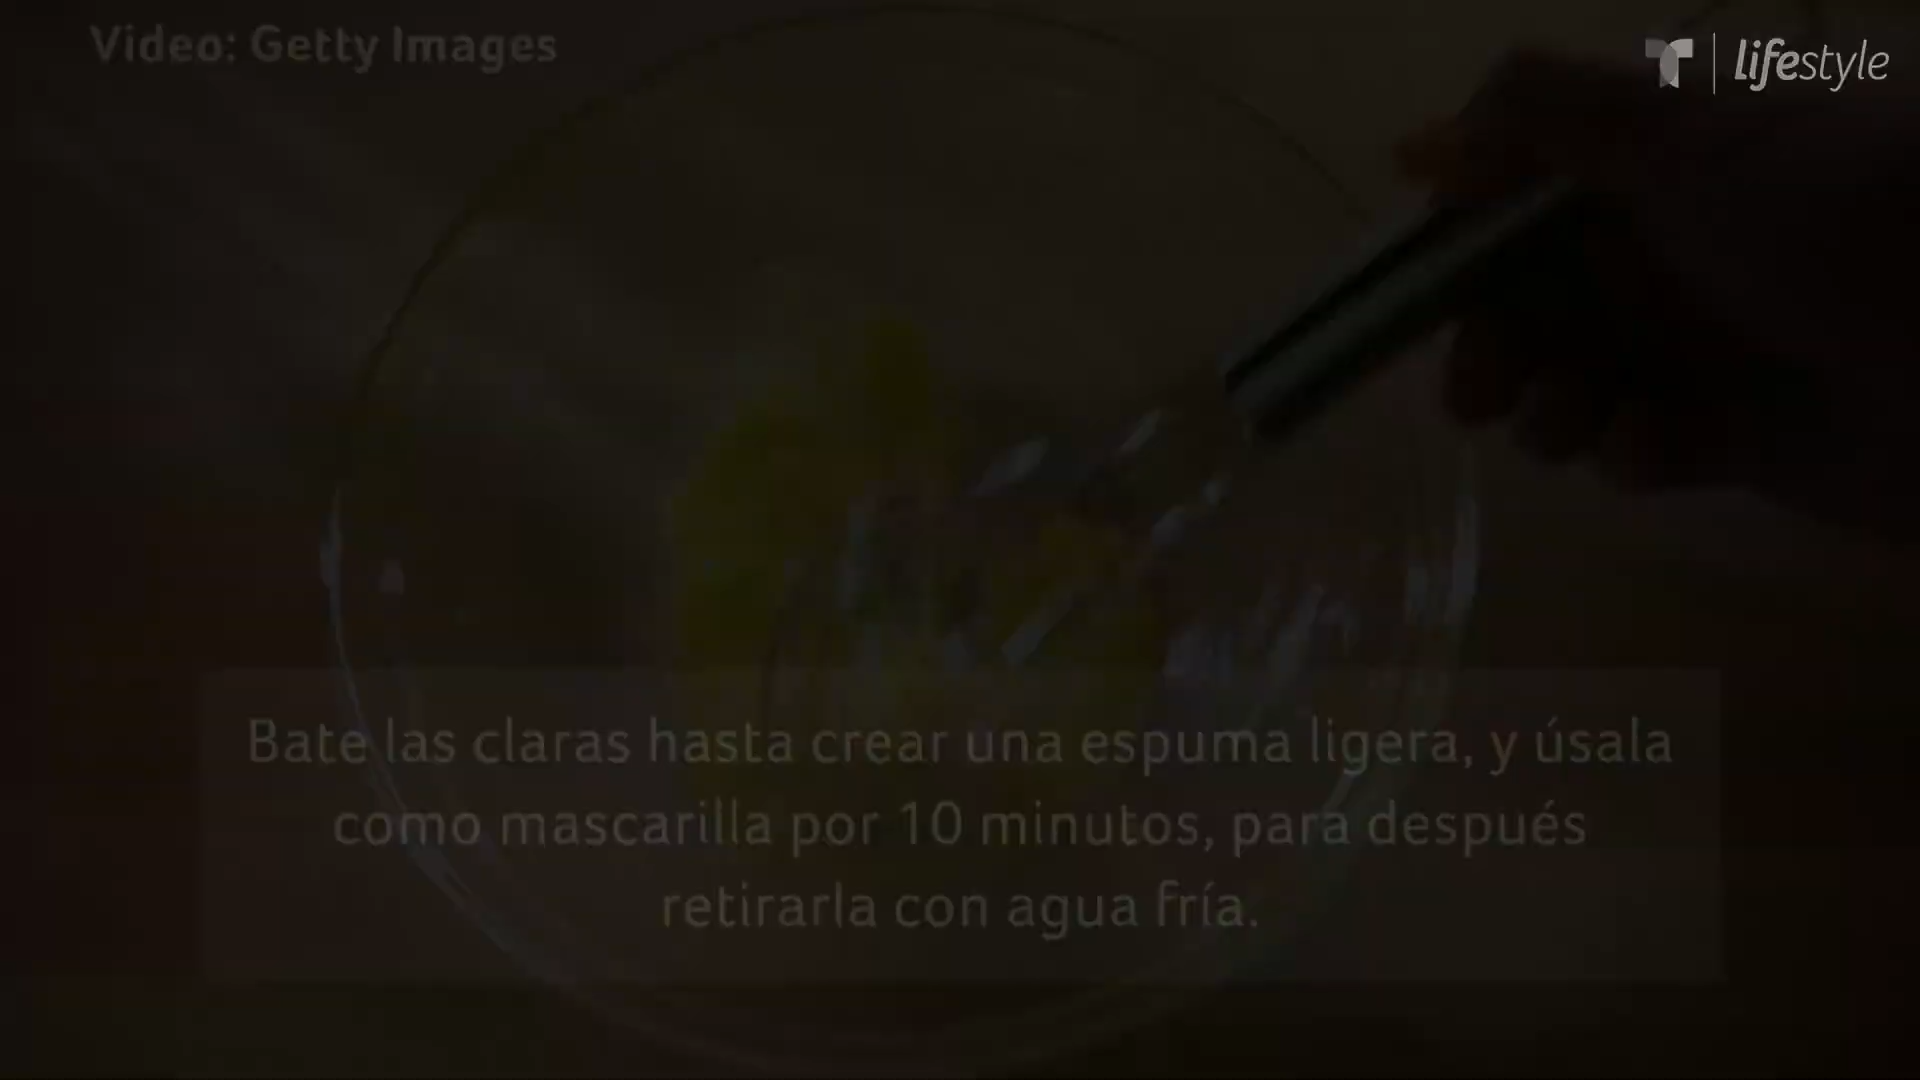 Video: Getty Images
lifestyle
Bate las claras hasta crear una espuma ligera, y úsala
como mascarilla por 10 minutos, para después
retirarla con agua fría.